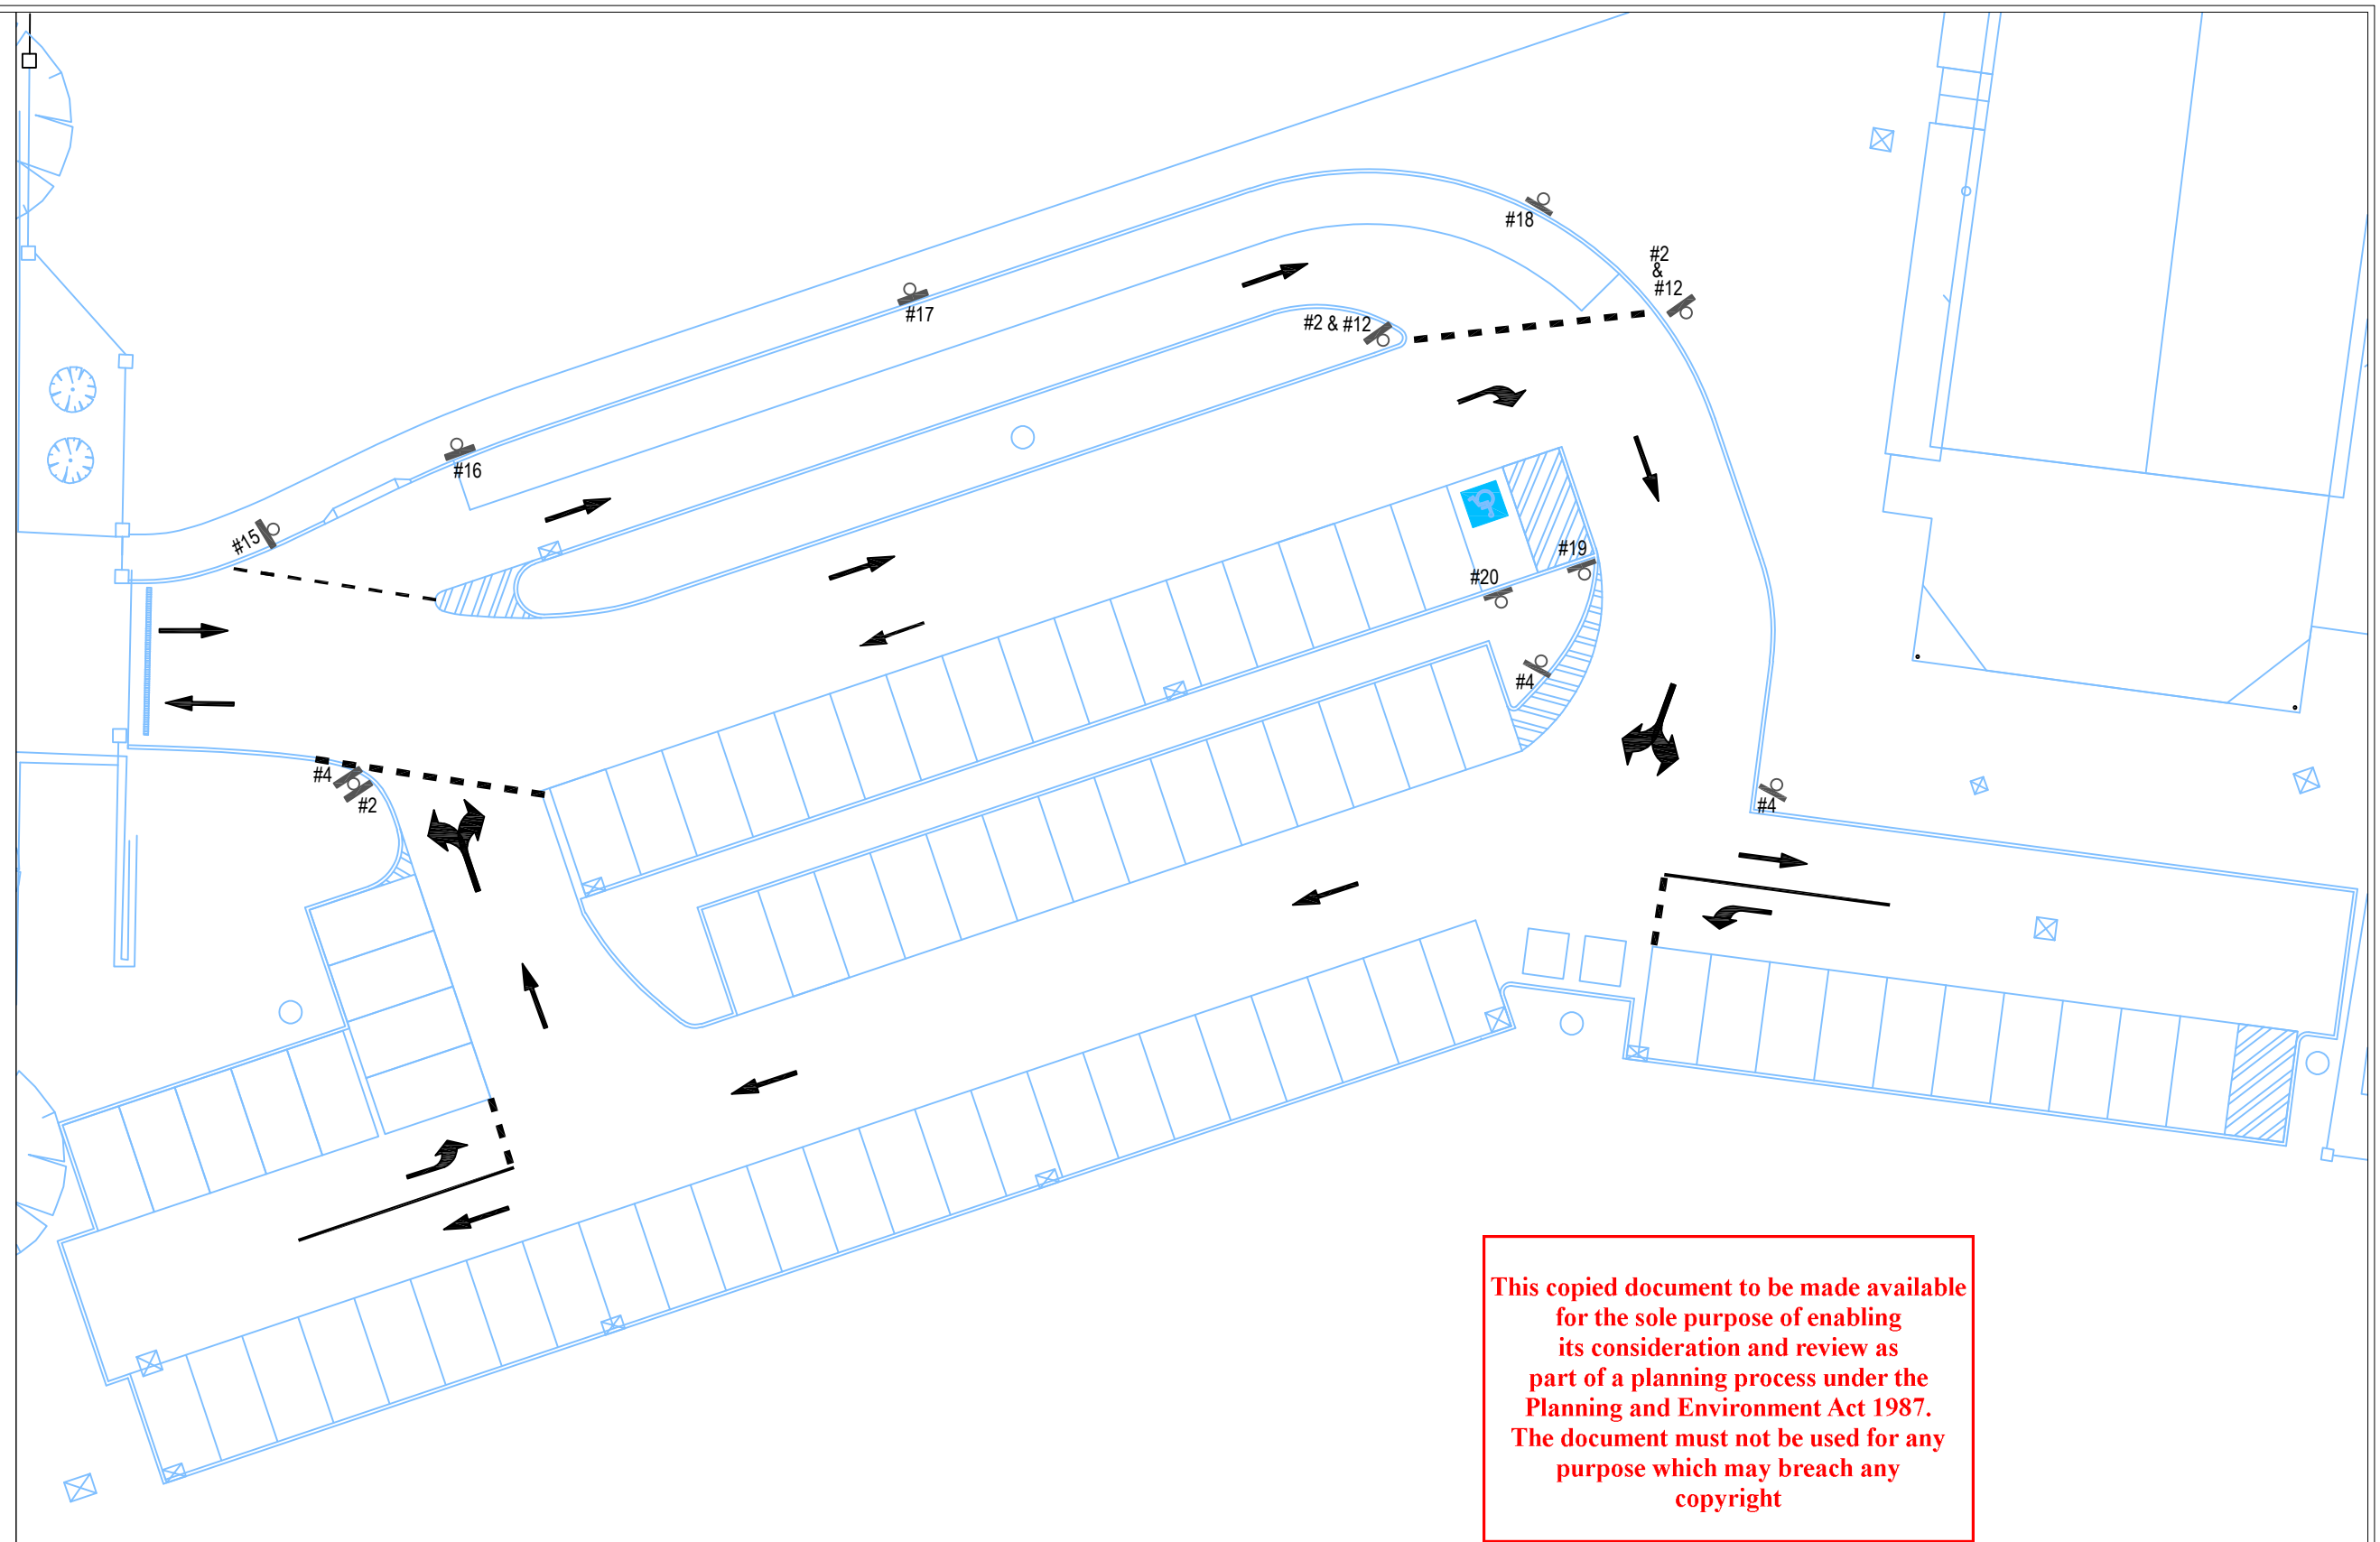 #18
#2
&
#12
#17
#2 & #12
#16
#15
#19
#20
#4
#4
#2
#4
This copied document to be made available
for the sole purpose of enabling
its consideration and review as
part of a planning process under the
Planning and Environment Act 1987.
The document must not be used for any
purpose which may breach any
copyright